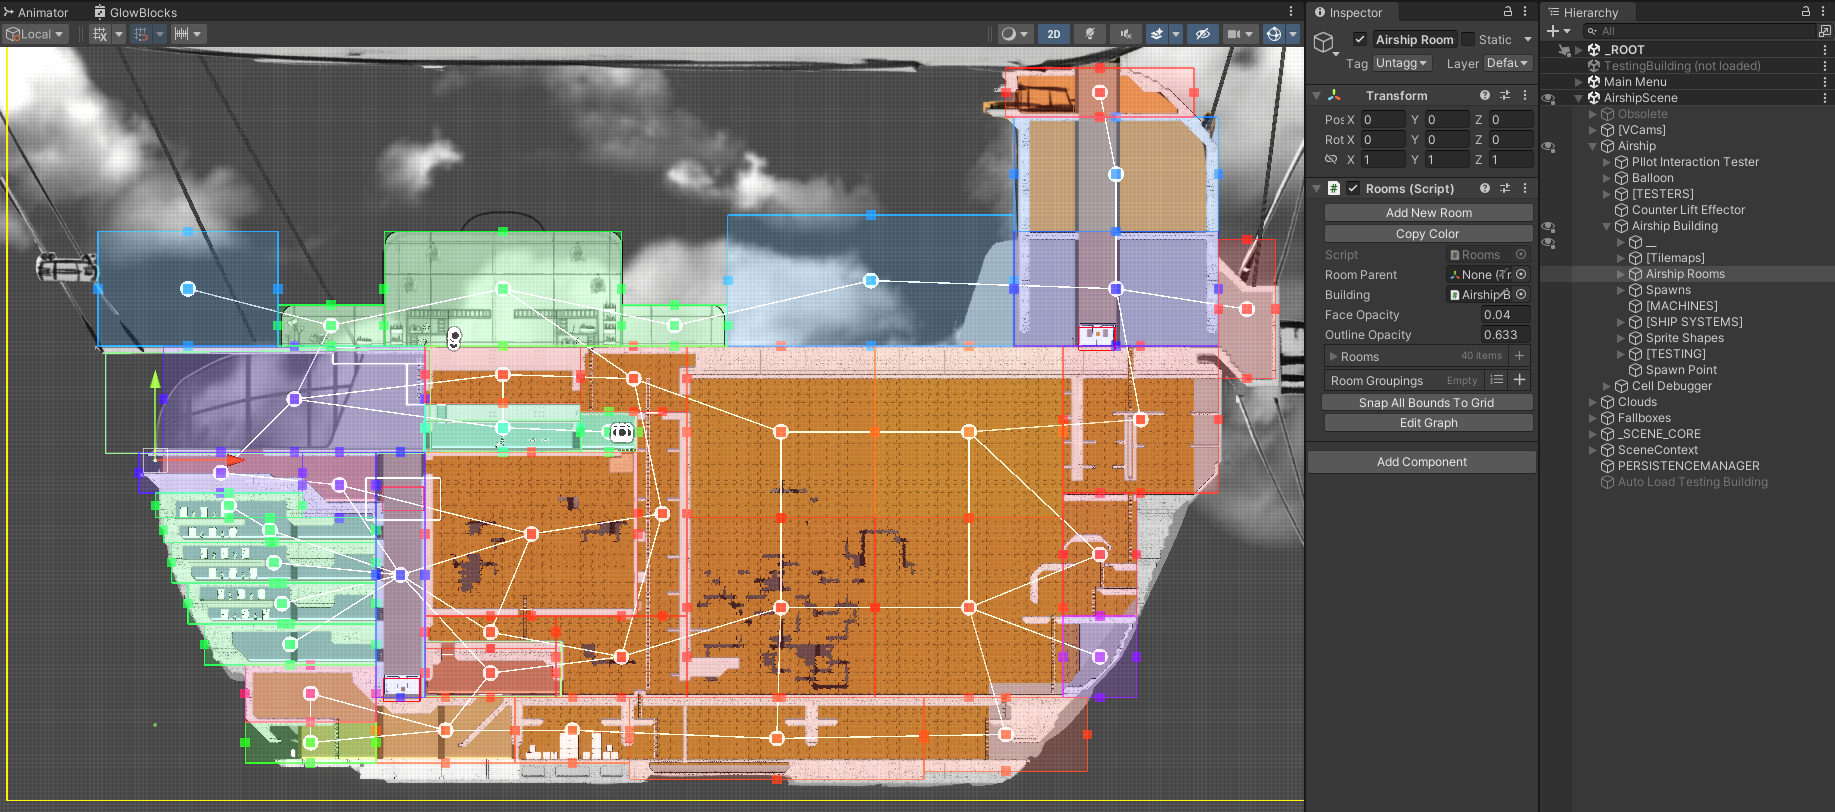 Animator
GlowBlocks
Local
2D
Inspector
Airship Room
Static
Tag
Untagg
Layer
Defau
Transform
Pos X 0 Y 0 Z 0
Rot X 0 Y 0 Z 0
X 1 Y 1 Z 1
Rooms (Script)
Add New Room
Copy Color
Script
Rooms
Room Parent
None (Tr
Building
Airship B
Face Opacity
0.04
Outline Opacity
0.633
Rooms
40 items
Room Groupings
Empty
Snap All Bounds To Grid
Edit Graph
Add Component
Hierarchy
All
_ROOT
TestingBuilding (not loaded)
Main Menu
AirshipScene
Obsolete
[VCams]
Airship
PIlot Interaction Tester
Balloon
[TESTERS]
Counter Lift Effector
Airship Building
__
[Tilemaps]
Airship Rooms
Spawns
[MACHINES]
[SHIP SYSTEMS]
Sprite Shapes
[TESTING]
Spawn Point
Cell Debugger
Clouds
Fallboxes
_SCENE_CORE
SceneContext
PERSISTENCEMANAGER
Auto Load Testing Building